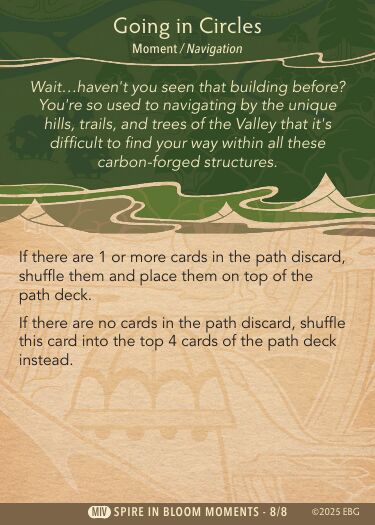 Going in Circles
Moment / Navigation
Wait...haven't you seen that building before?
You're so used to navigating by the unique
hills, trails, and trees of the Valley that it's
difficult to find your way within all these
carbon-forged structures.
If there are 1 or more cards in the path discard,
shuffle them and place them on top of the
path deck.
If there are no cards in the path discard, shuffle
this card into the top 4 cards of the path deck
instead.
MIV SPIRE IN BLOOM MOMENTS - 8/8 ©2025 EBG